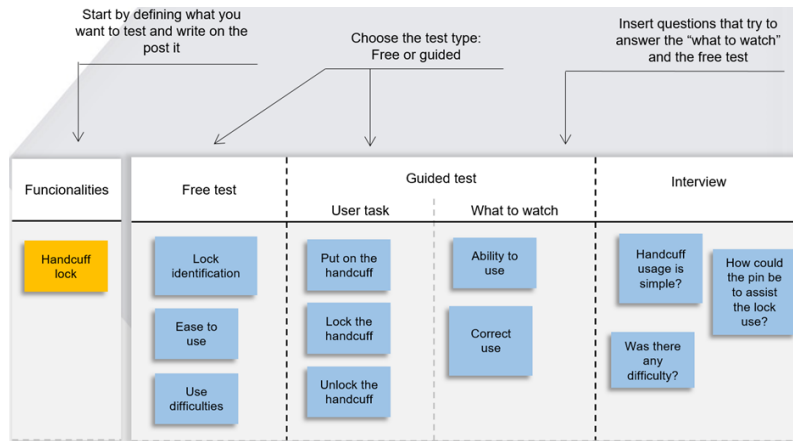 Start by defining what you
want to test and write on the
post it
Choose the test type:
Free or guided
Insert questions that try to
answer the “what to watch”
and the free test
Funcionalities
Free test
Guided test
User task
What to watch
Interview
Handcuff
lock
Lock
identification
Ease to
use
Use
difficulties
Put on the
handcuff
Lock the
handcuff
Unlock the
handcuff
Ability to
use
Correct
use
Handcuff
usage is
simple?
How could
the pin be
to assist
the lock
use?
Was there
any
difficulty?